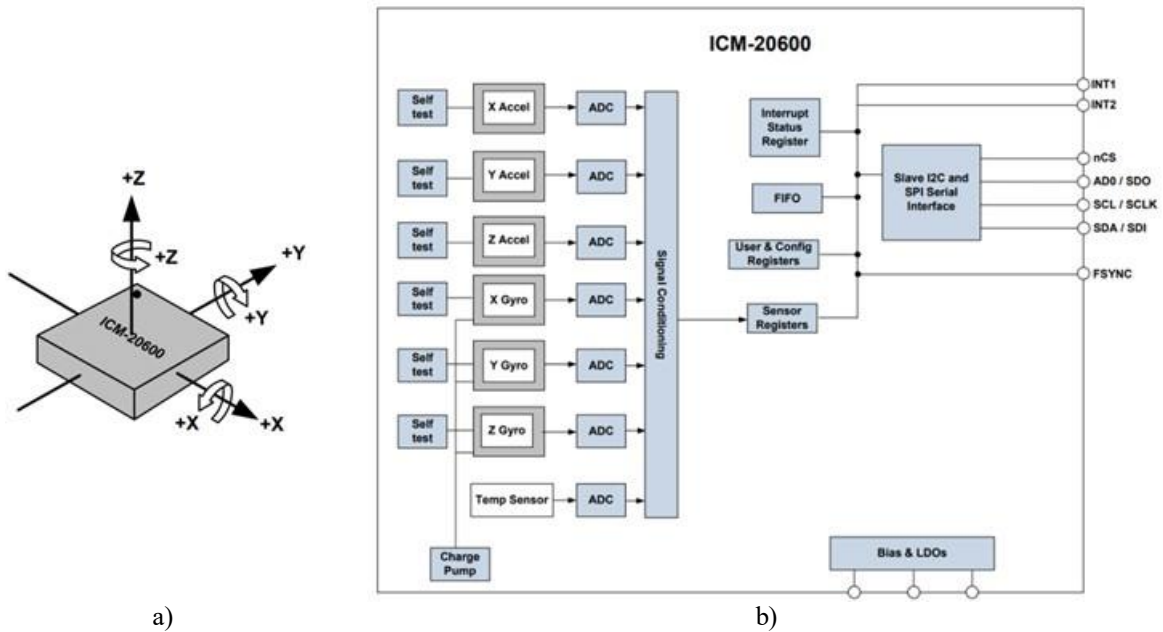 +Z
+Z
+Y
+Y
ICM-20600
+X
+X
a)
ICM-20600
Self
test
X Accel
ADC
Self
test
Y Accel
ADC
Self
test
Z Accel
ADC
Self
test
X Gyro
ADC
Self
test
Y Gyro
ADC
Self
test
Z Gyro
ADC
Temp Sensor
ADC
Charge
Pump
Signal Conditioning
Interrupt
Status
Register
FIFO
User & Config
Registers
Sensor
Registers
Slave I2C and
SPI Serial
Interface
INT1
INT2
nCS
AD0 / SDO
SCL / SCLK
SDA / SDI
FSYNC
Bias & LDOs
b)